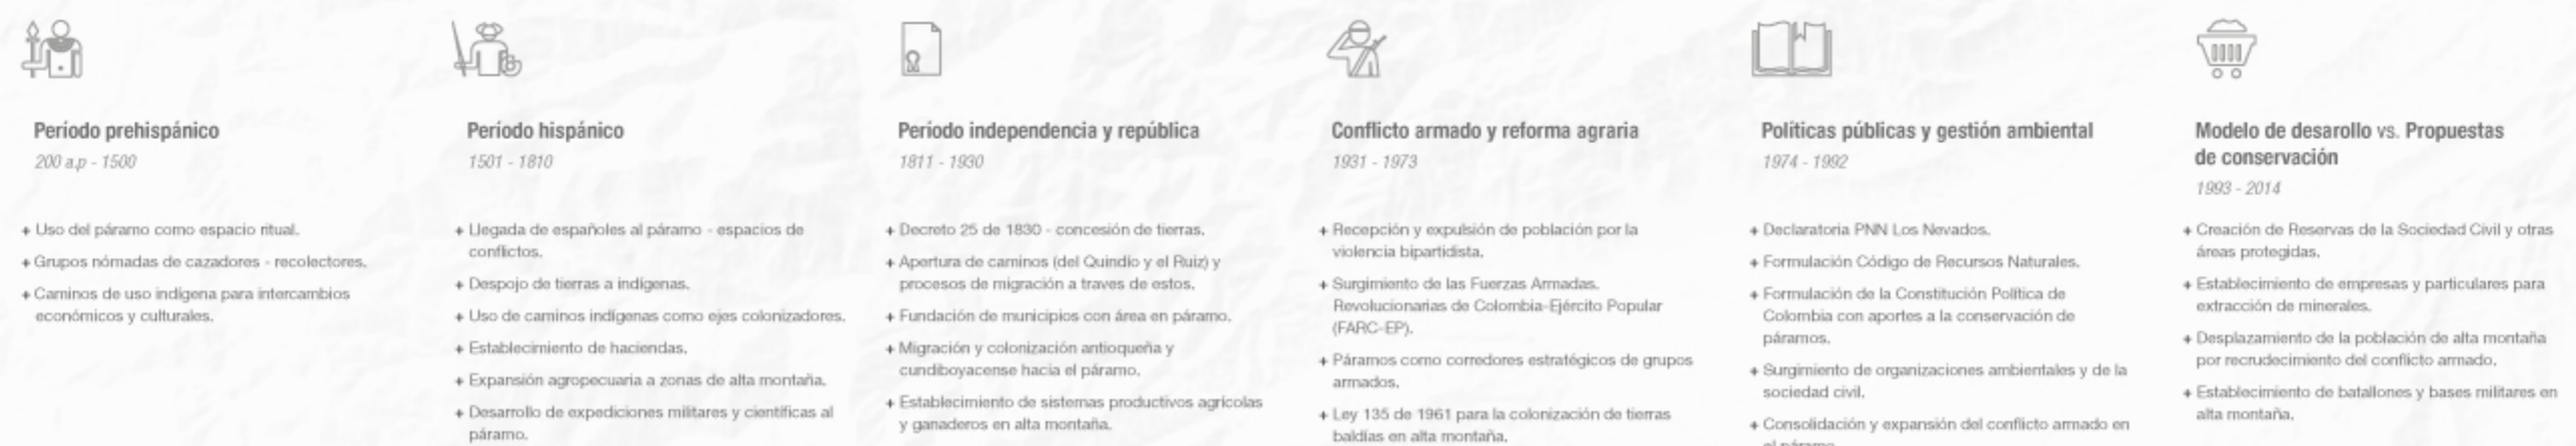 Período prehispánico
200 a.p - 1500
+ Uso del páramo como espacio ritual.
+ Grupos nómadas de cazadores - recolectores.
+ Caminos de uso indígena para intercambios
económicos y culturales.
Período hispánico
1501 - 1810
+ Llegada de españoles al páramo - espacios de
conflictos.
+ Despojo de tierras a indígenas.
+ Uso de caminos indígenas como ejes colonizadores.
+ Establecimiento de haciendas.
+ Expansión agropecuaria a zonas de alta montaña.
+ Desarrollo de expediciones militares y científicas al
páramo.
Período independencia y república
1811 - 1930
+ Decreto 25 de 1830 - concesión de tierras.
+ Apertura de caminos (del Quindío y el Ruiz) y
procesos de migración a traves de estos.
+ Fundación de municipios con área en páramo.
+ Migración y colonización antioqueña y
cundiboyacense hacia el páramo.
+ Establecimiento de sistemas productivos agrícolas
y ganaderos en alta montaña.
Conflicto armado y reforma agraria
1931 - 1973
+ Recepción y expulsión de población por la
violencia bipartidista.
+ Surgimiento de las Fuerzas Armadas.
Revolucionarias de Colombia-Ejército Popular
(FARC-EP).
+ Páramos como corredores estratégicos de grupos
armados.
+ Ley 135 de 1961 para la colonización de tierras
baldías en alta montaña.
Políticas públicas y gestión ambiental
1974 - 1992
+ Declaratoria PNN Los Nevados.
+ Formulación Código de Recursos Naturales.
+ Formulación de la Constitución Política de
Colombia con aportes a la conservación de
páramos.
+ Surgimiento de organizaciones ambientales y de la
sociedad civil.
+ Consolidación y expansión del conflicto armado en
el páramo.
Modelo de desarollo vs. Propuestas
de conservación
1993 - 2014
+ Creación de Reservas de la Sociedad Civil y otras
áreas protegidas.
+ Establecimiento de empresas y particulares para
extracción de minerales.
+ Desplazamiento de la población de alta montaña
por recrudecimiento del conflicto armado.
+ Establecimiento de batallones y bases militares en
alta montaña.